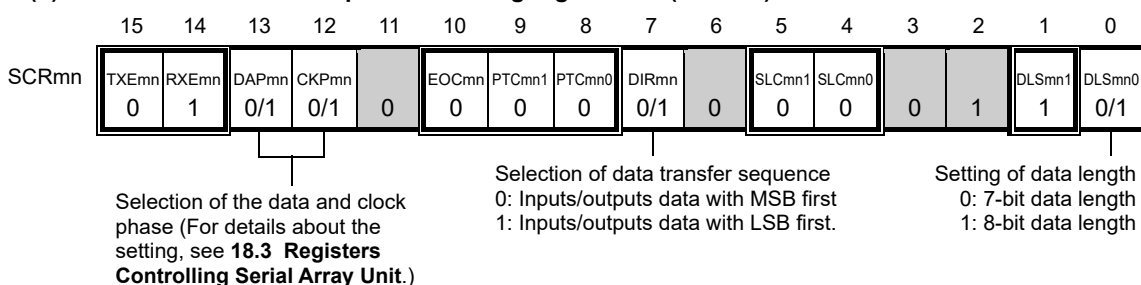 15 14 13 12 11 10 9 8 7 6 5 4 3 2 1 0
SCRmn
TXEmn RXEmn DAPmn CKPmn EOCmn PTCmn1 PTCmn0 DIRmn SLCmn1 SLCmn0 DLSmn1 DLSmn0
0 1 0/1 0/1 0 0 0 0 0/1 0 0 0 0 1 1 0/1
Selection of the data and clock
phase (For details about the
setting, see 18.3 Registers
Controlling Serial Array Unit.)
Selection of data transfer sequence
0: Inputs/outputs data with MSB first
1: Inputs/outputs data with LSB first.
Setting of data length
0: 7-bit data length
1: 8-bit data length